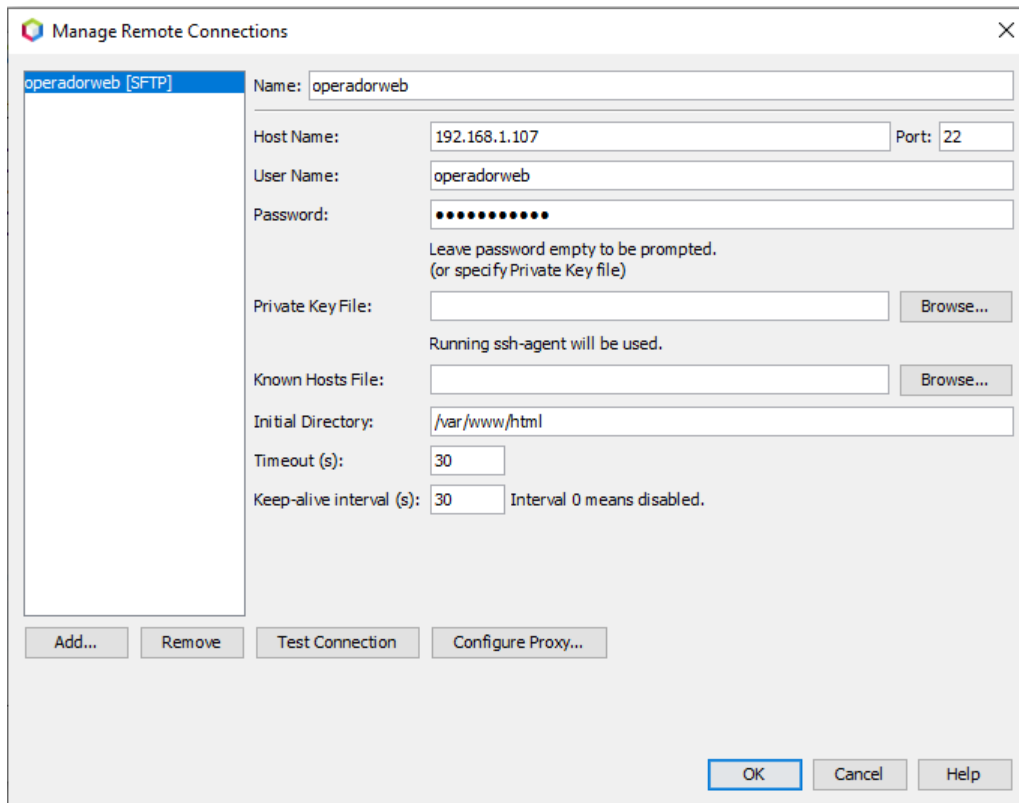 Manage Remote Connections
operadorweb [SFTP]
Name: operadorweb
Host Name: 192.168.1.107 Port: 22
User Name: operadorweb
Password: •••••••••••
Leave password empty to be prompted.
(or specify Private Key file)
Private Key File: Browse...
Running ssh-agent will be used.
Known Hosts File: Browse...
Initial Directory: /var/www/html
Timeout (s): 30
Keep-alive interval (s): 30 Interval 0 means disabled.
Add... Remove Test Connection Configure Proxy...
OK Cancel Help